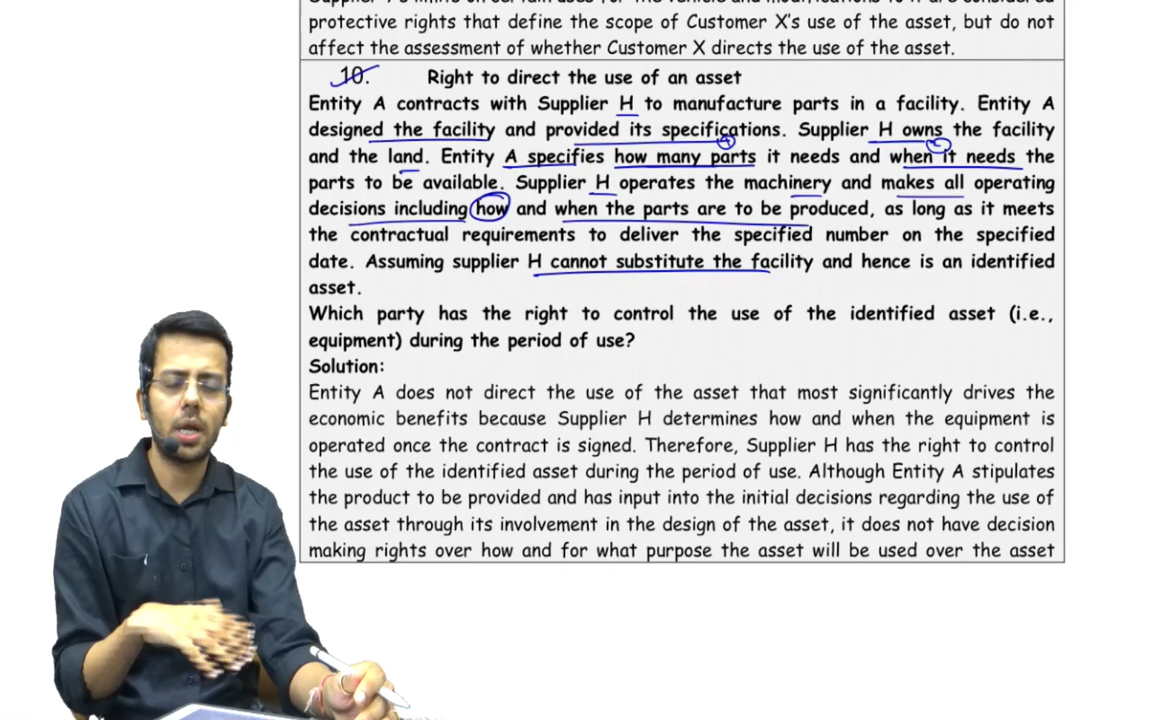 protective rights that define the scope of Customer X's use of the asset, but do not
affect the assessment of whether Customer X directs the use of the asset.
10. Right to direct the use of an asset
Entity A contracts with Supplier H to manufacture parts in a facility. Entity A
designed the facility and provided its specifications. Supplier H owns the facility
and the land. Entity A specifies how many parts it needs and when it needs the
parts to be available. Supplier H operates the machinery and makes all operating
decisions including how and when the parts are to be produced, as long as it meets
the contractual requirements to deliver the specified number on the specified
date. Assuming supplier H cannot substitute the facility and hence is an identified
asset.
Which party has the right to control the use of the identified asset (i.e.,
equipment) during the period of use?
Solution:
Entity A does not direct the use of the asset that most significantly drives the
economic benefits because Supplier H determines how and when the equipment is
operated once the contract is signed. Therefore, Supplier H has the right to control
the use of the identified asset during the period of use. Although Entity A stipulates
the product to be provided and has input into the initial decisions regarding the use of
the asset through its involvement in the design of the asset, it does not have decision
making rights over how and for what purpose the asset will be used over the asset